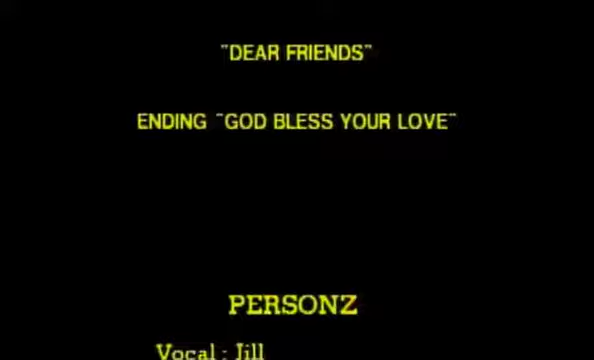 "DEAR FRIENDS"
ENDING "GOD BLESS YOUR LOVE"
PERSONZ
Vocal : Jill